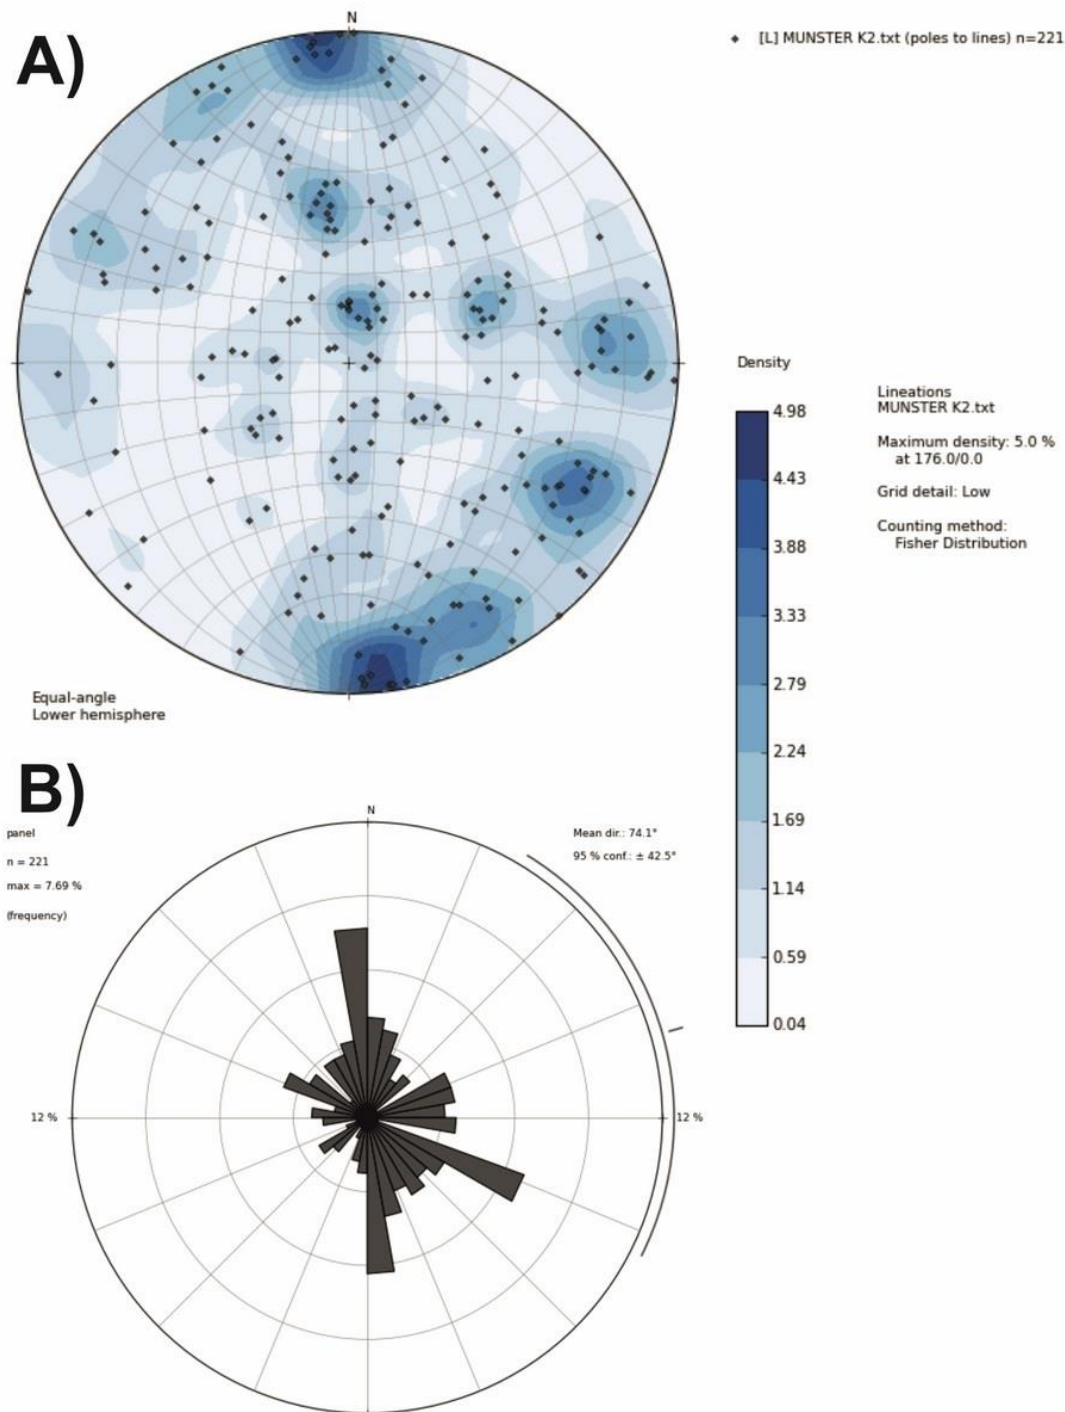 A)
N
[L] MUNSTER K2.txt (poles to lines) n=221
Equal-angle
Lower hemisphere
Density
4.98
4.43
3.88
3.33
2.79
2.24
1.69
1.14
0.59
0.04
Lineations
MUNSTER K2.txt
Maximum density: 5.0 %
at 176.0/0.0
Grid detail: Low
Counting method:
Fisher Distribution
B)
panel
n = 221
max = 7.69 %
(frequency)
N
Mean dir.: 74.1°
95 % conf.: ± 42.5°
12 %
12 %